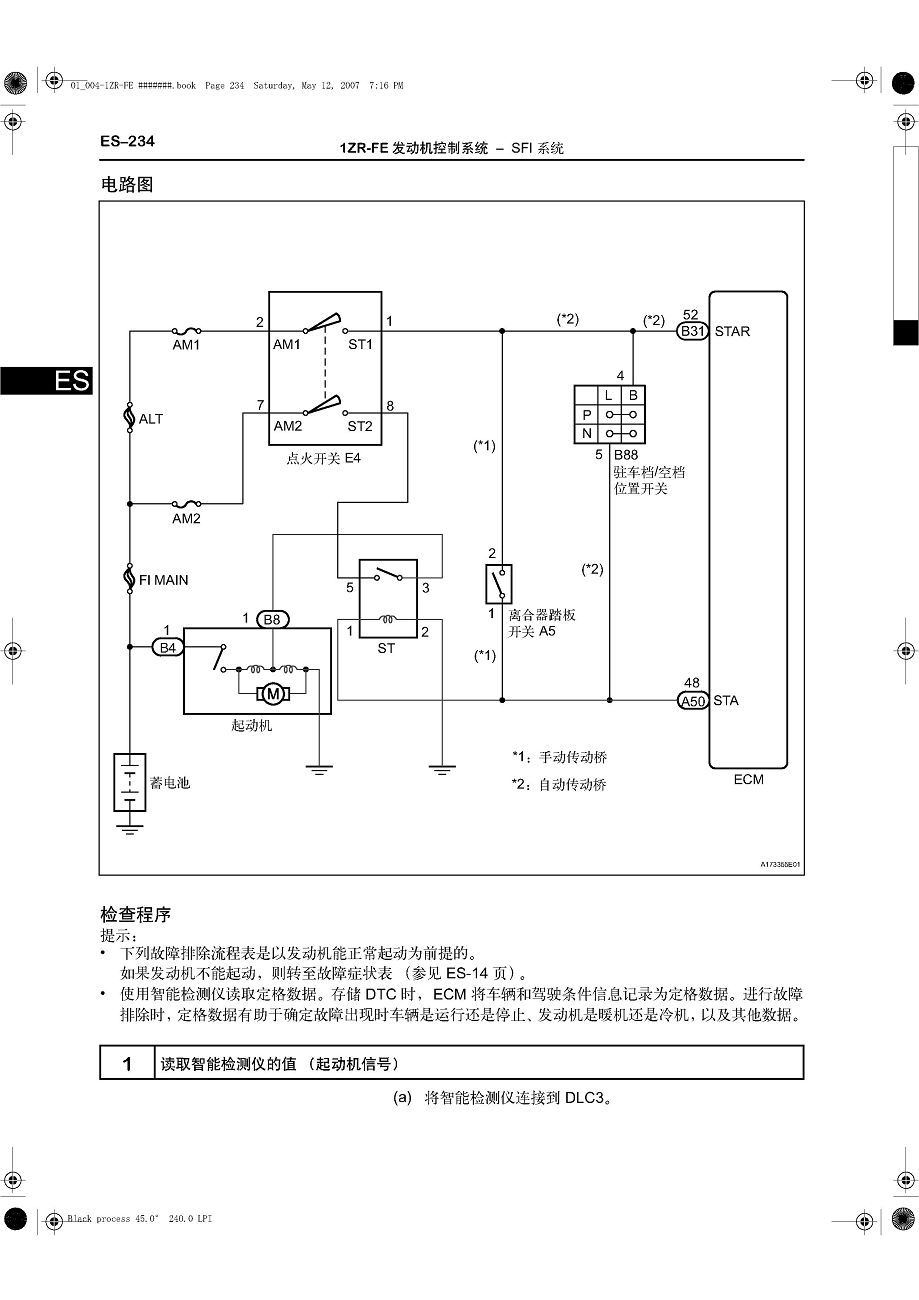 01_004-1ZR-FE #######.book Page 234 Saturday, May 12, 2007 7:16 PM
ES–234
1ZR-FE 发动机控制系统 – SFI 系统
电路图
ES
2
AM1
AM1
ST1
1
(*2)
(*2)
52
B31
STAR
ALT
7
AM2
ST2
8
点火开关 E4
AM2
4
L B
P
N
5 B88
驻车档/空档
位置开关
(*1)
FI MAIN
5
3
1
2
ST
2
1
离合器踏板
开关 A5
(*1)
(*2)
1
B4
1
B8
M
起动机
48
A50
STA
蓄电池
*1：手动传动桥
*2：自动传动桥
ECM
A173355E01
检查程序
提示：
• 下列故障排除流程表是以发动机能正常起动为前提的。
如果发动机不能起动，则转至故障症状表 （参见 ES-14 页）。
• 使用智能检测仪读取定格数据。存储 DTC 时， ECM 将车辆和驾驶条件信息记录为定格数据。进行故障
排除时，定格数据有助于确定故障出现时车辆是运行还是停止、发动机是暖机还是冷机，以及其他数据。
1 读取智能检测仪的值 （起动机信号）
(a) 将智能检测仪连接到 DLC3。
Black process 45.0° 240.0 LPI